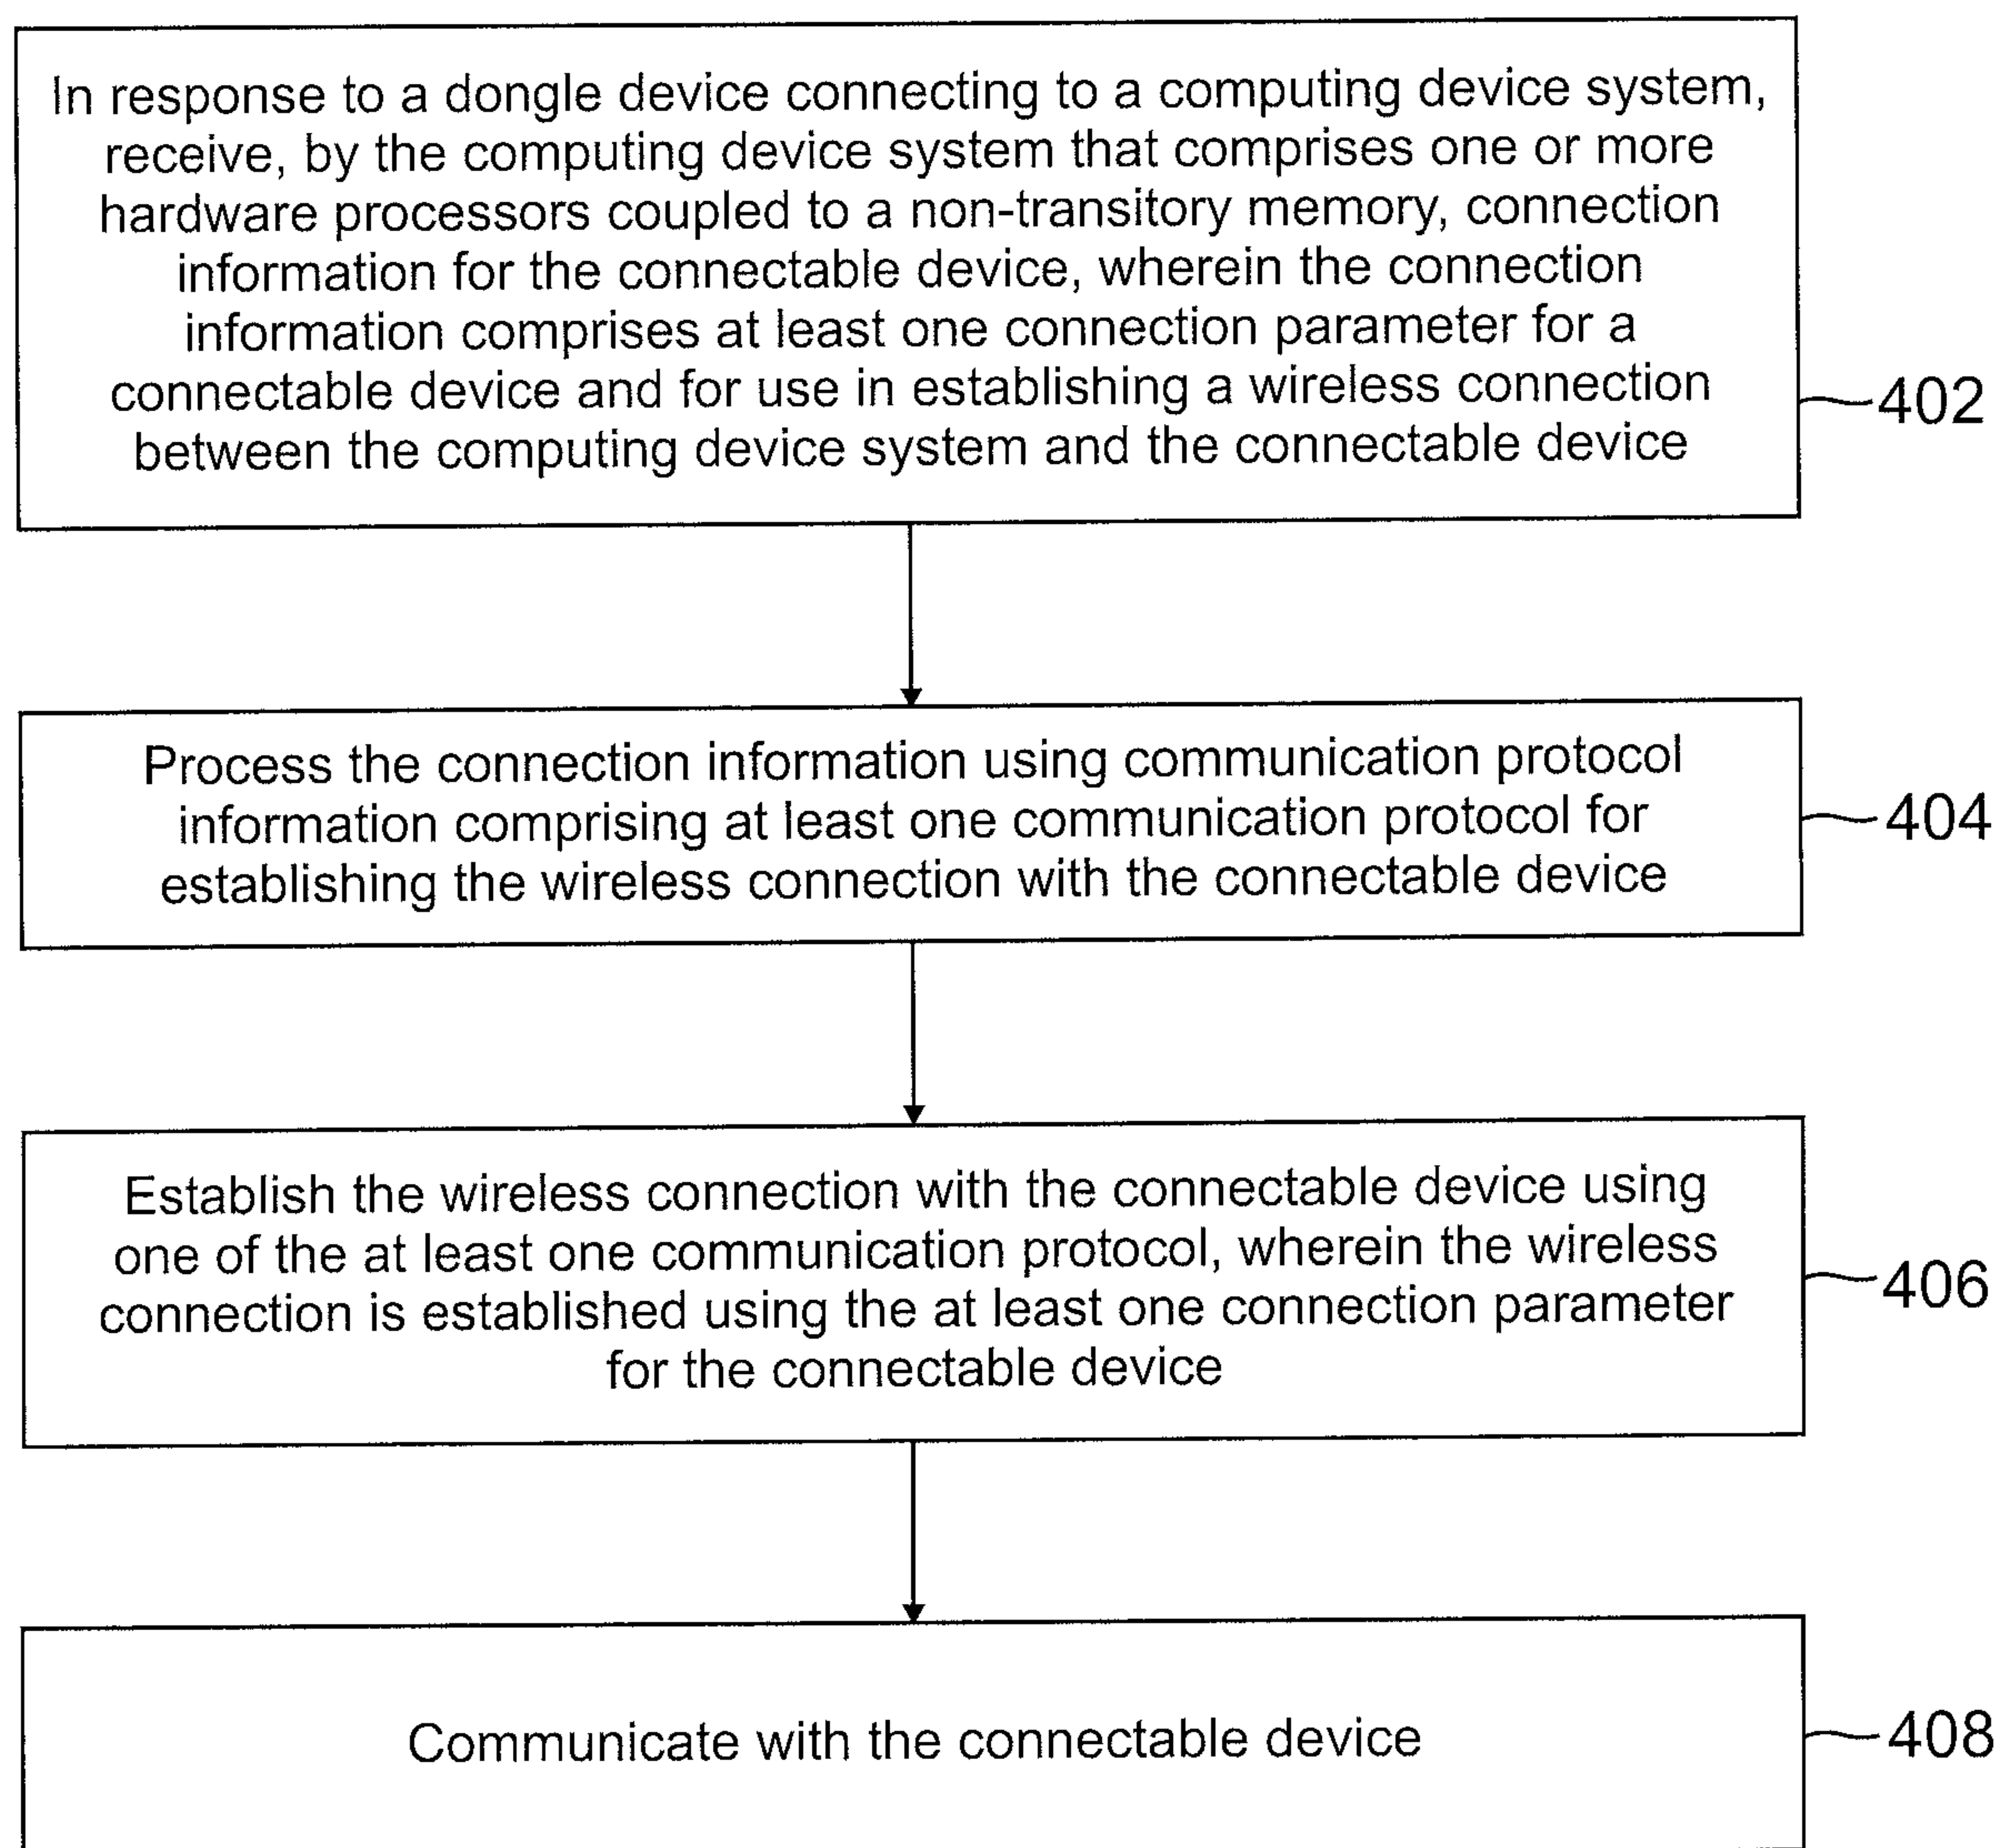 In response to a dongle device connecting to a computing device system,
receive, by the computing device system that comprises one or more
hardware processors coupled to a non-transitory memory, connection
information for the connectable device, wherein the connection
information comprises at least one connection parameter for a
connectable device and for use in establishing a wireless connection
between the computing device system and the connectable device
402
Process the connection information using communication protocol
information comprising at least one communication protocol for
establishing the wireless connection with the connectable device
404
Establish the wireless connection with the connectable device using
one of the at least one communication protocol, wherein the wireless
connection is established using the at least one connection parameter
for the connectable device
406
Communicate with the connectable device
408